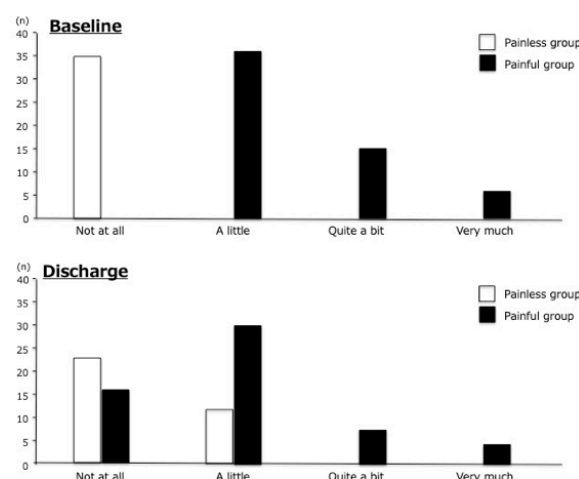 (n)
Baseline
40
35
30
25
20
15
10
5
0
Painless group
Painful group
Not at all A little Quite a bit Very much
(n)
Discharge
40
35
30
25
20
15
10
5
0
Painless group
Painful group
Not at all A little Quite a bit Very much